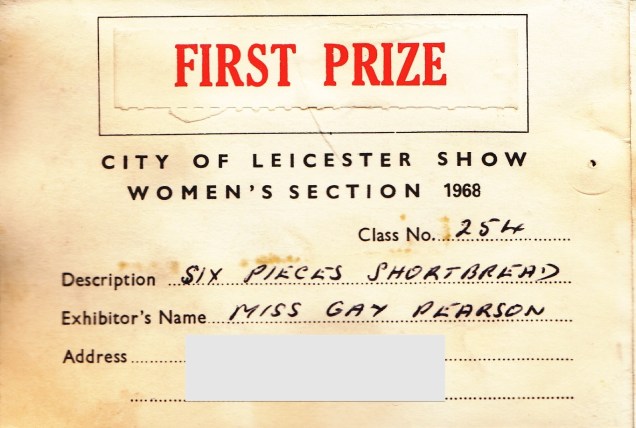 FIRST PRIZE
CITY OF LEICESTER SHOW
WOMEN'S SECTION 1968
Class No. 254
Description SIX PIECES SHORTBREAD
Exhibitor's Name MISS GAY PEARSON
Address